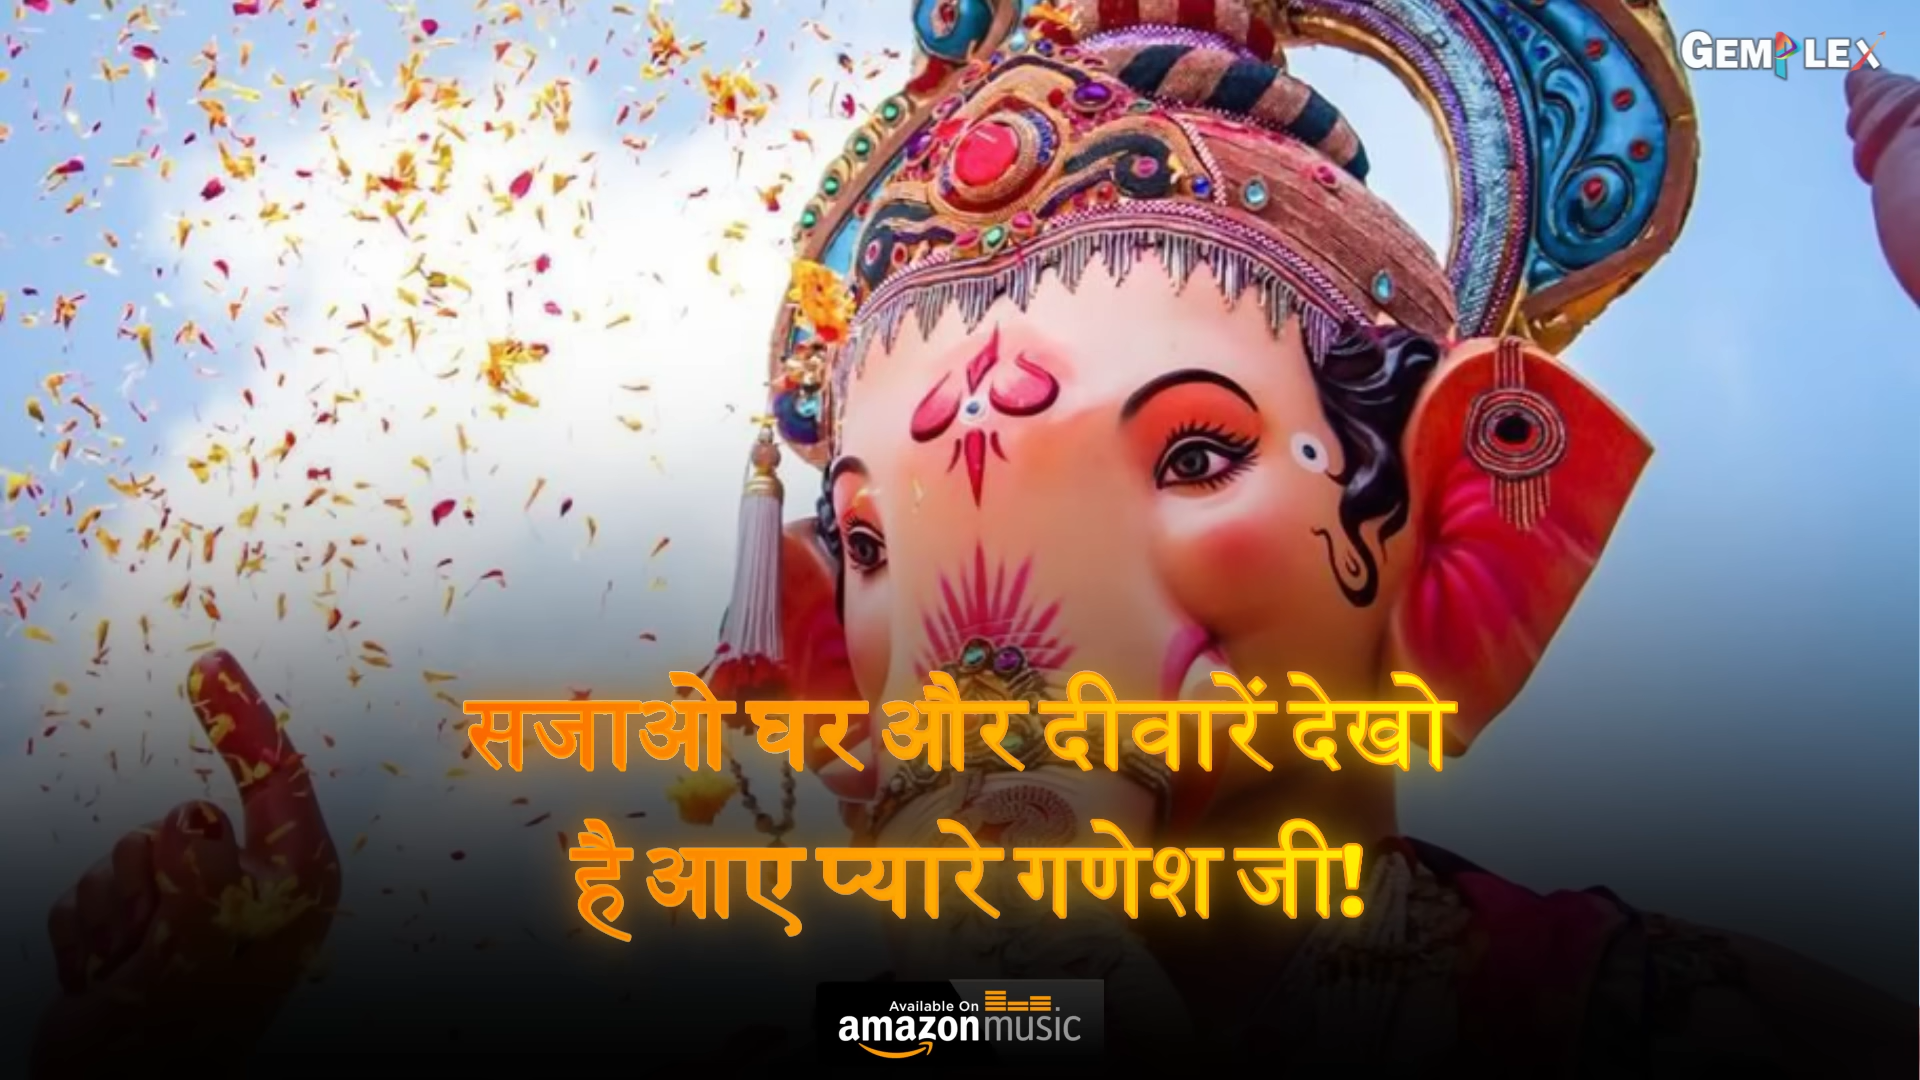 GEMPLEX
सजाओ घर और दीवारें देखो
है आए प्यारे गणेश जी!
Available On
amazon music